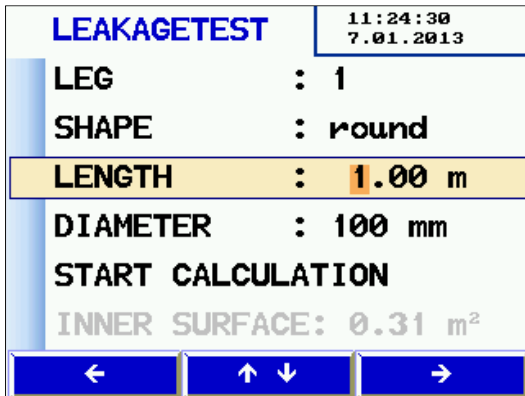 LEAKAGETEST
11:24:30
7.01.2013
LEG : 1
SHAPE : round
LENGTH : 1.00 m
DIAMETER : 100 mm
START CALCULATION
INNER SURFACE: 0.31 m²
← ↑ ↓ →